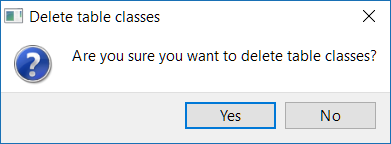 Delete table classes
Are you sure you want to delete table classes?
Yes
No